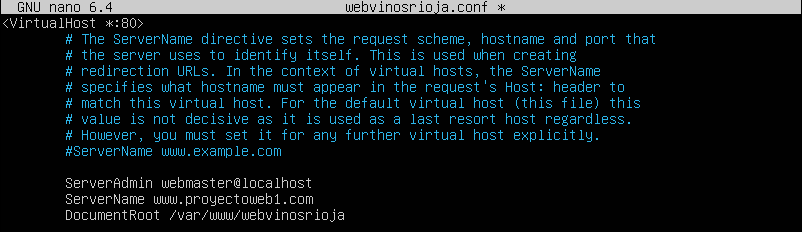 GNU nano 6.4 webvinosrioja.conf *
<VirtualHost *:80>
# The ServerName directive sets the request scheme, hostname and port that
# the server uses to identify itself. This is used when creating
# redirection URLs. In the context of virtual hosts, the ServerName
# specifies what hostname must appear in the request's Host: header to
# match this virtual host. For the default virtual host (this file) this
# value is not decisive as it is used as a last resort host regardless.
# However, you must set it for any further virtual host explicitly.
#ServerName www.example.com
ServerAdmin webmaster@localhost
ServerName www.proyectoweb1.com
DocumentRoot /var/www/webvinosrioja